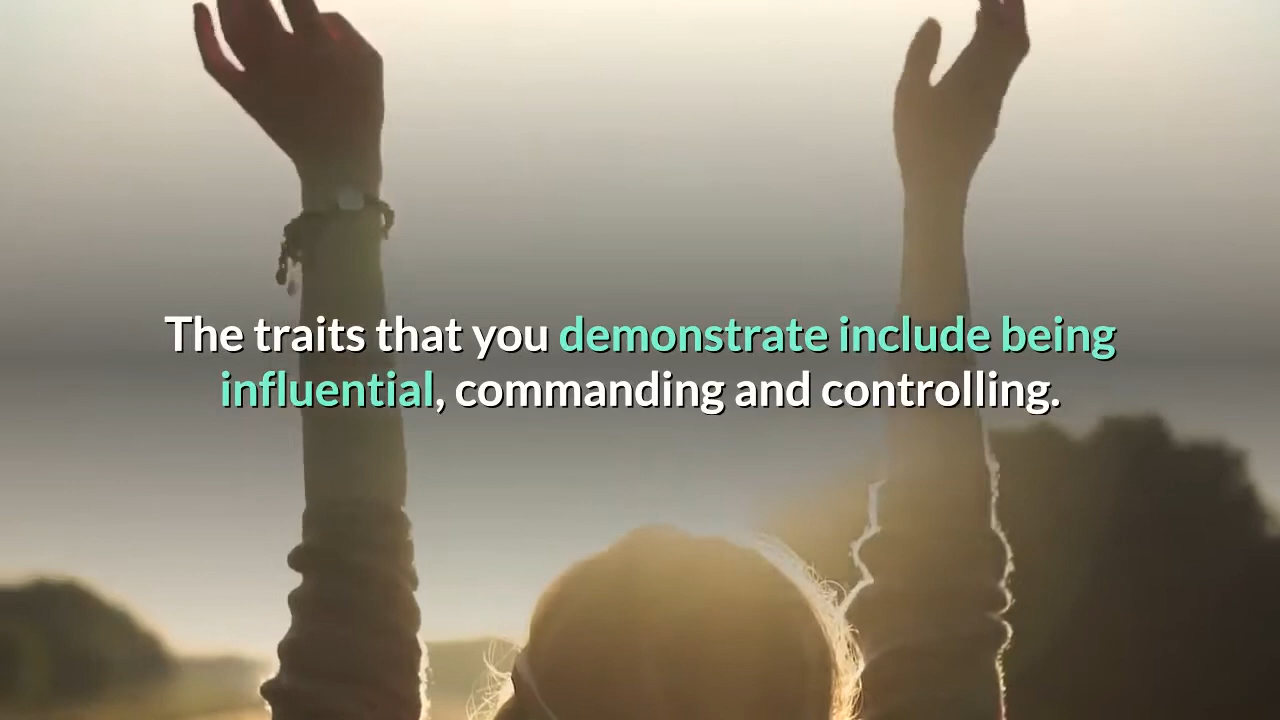 The traits that you demonstrate include being
influential, commanding and controlling.